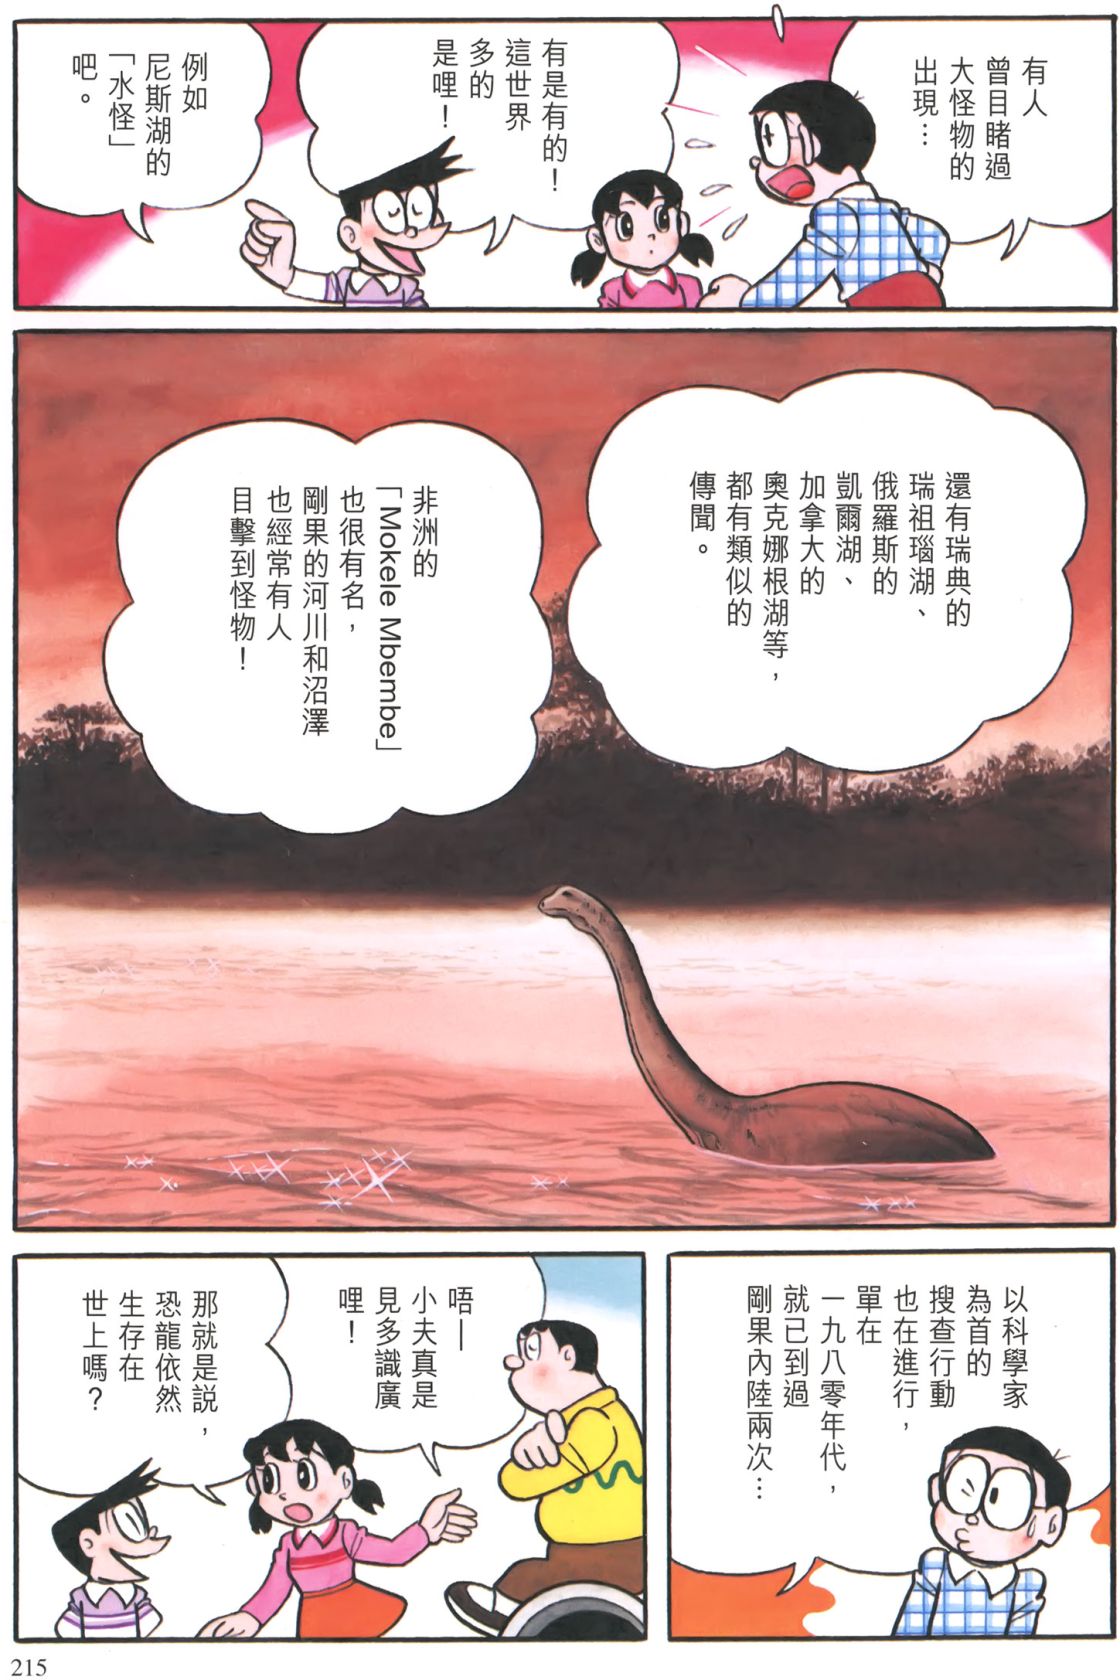 有人
曾目睹過
大怪物的
出現…
有是有的！
這世界
多的
是哩！
例如
尼斯湖的
「水怪」
吧。
還有瑞典的
瑞祖瑙湖、
俄羅斯的
凱爾湖、
加拿大的
奧克娜根湖等，
都有類似的
傳聞。
非洲的
「Mokele Mbembe」
也很有名，
剛果的河川和沼澤
也經常有人
目擊到怪物！
以科學家
為首的
搜查行動
也在進行，
單在
一九八零年代，
就已到過
剛果內陸兩次…
唔—
小夫真是
見多識廣
哩！
那就是説，
恐龍依然
生存在
世上嗎？
215